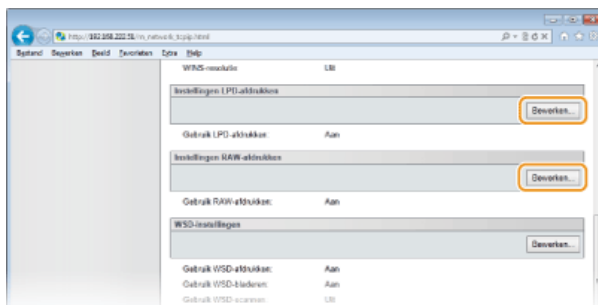 http://192.168.222.51/m_network_tcpip.html
Bestand Bewerken Beeld Favorieten Extra Help
WINS-resolutie Uit
Instellingen LPD-afdrukken
Bewerken...
Gebruik LPD-afdrukken: Aan
Instellingen RAW-afdrukken
Bewerken...
Gebruik RAW-afdrukken: Aan
WSD-instellingen
Bewerken...
Gebruik WSD-afdrukken: Aan
Gebruik WSD-bladeren: Aan
Gebruik WSD-scannen: Uit